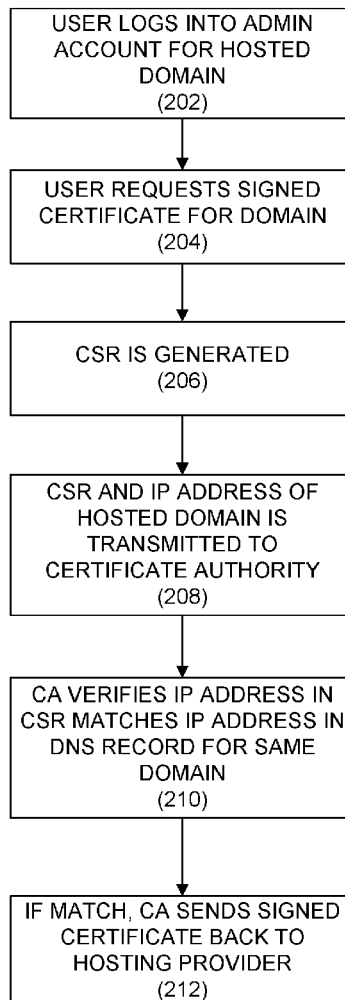 USER LOGS INTO ADMIN
ACCOUNT FOR HOSTED
DOMAIN
(202)
USER REQUESTS SIGNED
CERTIFICATE FOR DOMAIN
(204)
CSR IS GENERATED
(206)
CSR AND IP ADDRESS OF
HOSTED DOMAIN IS
TRANSMITTED TO
CERTIFICATE AUTHORITY
(208)
CA VERIFIES IP ADDRESS IN
CSR MATCHES IP ADDRESS IN
DNS RECORD FOR SAME
DOMAIN
(210)
IF MATCH, CA SENDS SIGNED
CERTIFICATE BACK TO
HOSTING PROVIDER
(212)